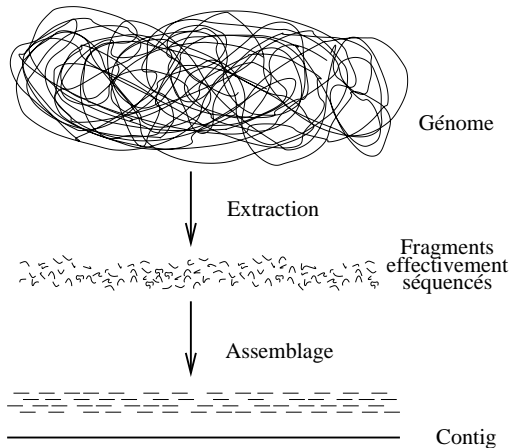 Génome
Extraction
Fragments
effectivement
séquencés
Assemblage
Contig